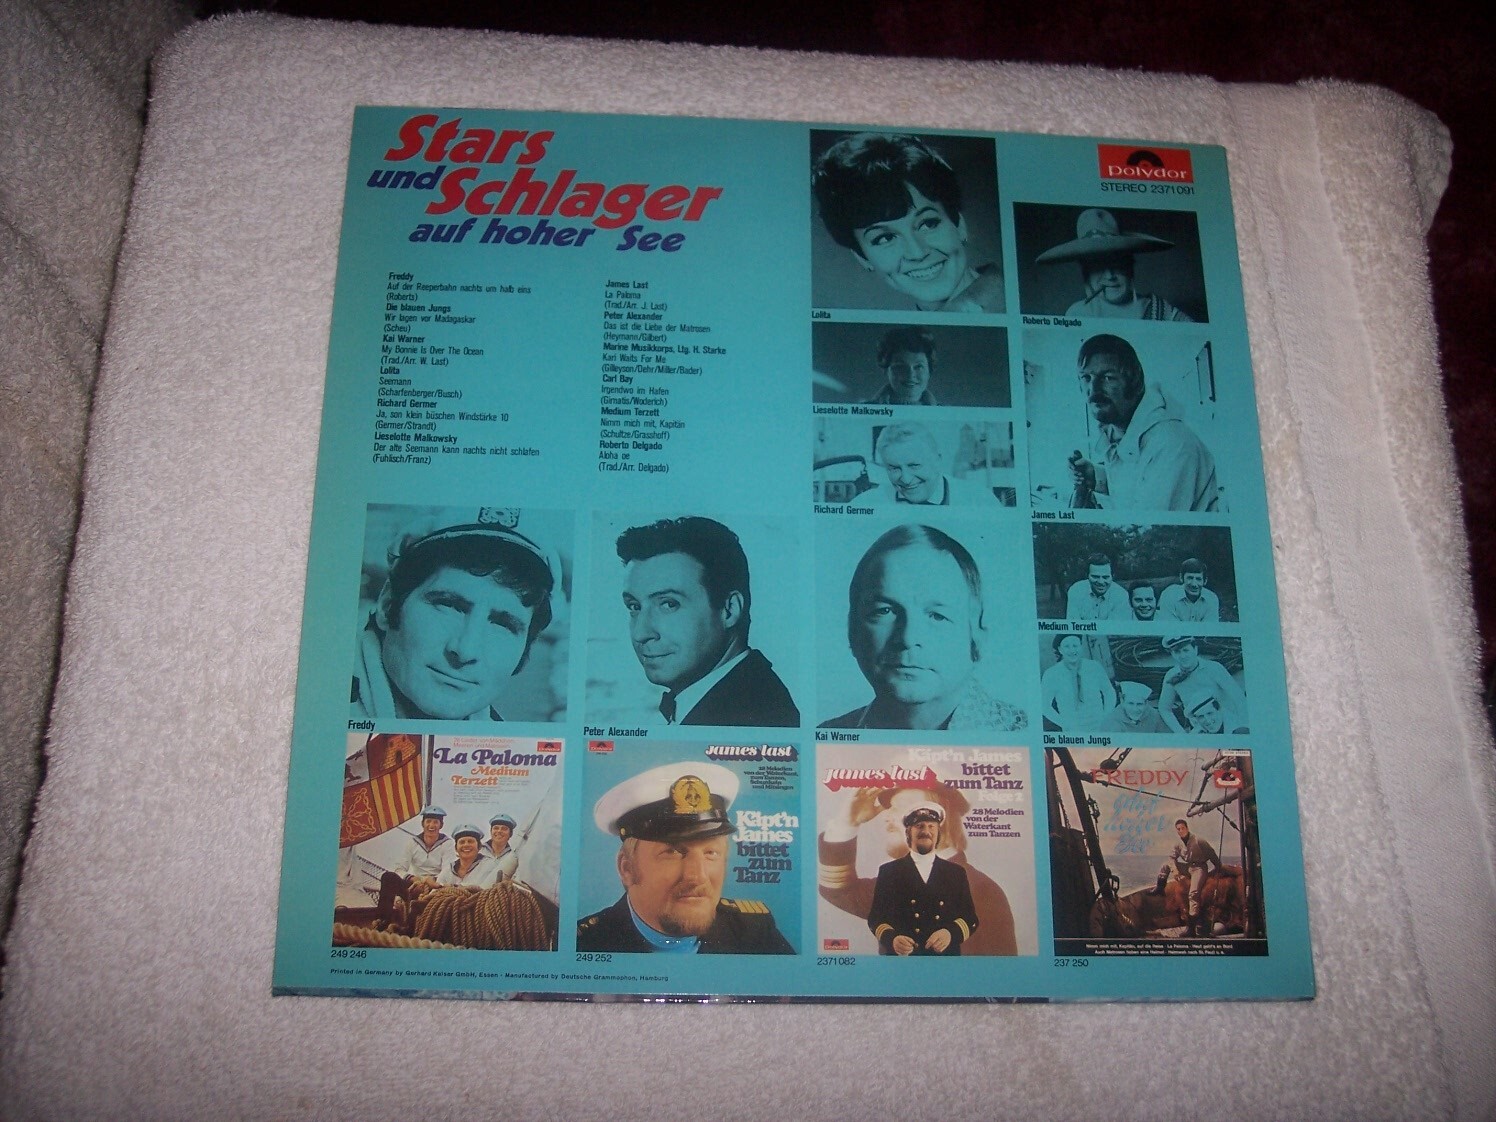 Stars
und Schlager
auf hoher See
Polydor
STEREO 2371 091
Freddy
Auf der Reeperbahn nachts um halb eins
(Roberts)
Die blauen Jungs
Wir lagen vor Madagaskar
(Scheu)
Kai Warner
My Bonnie Is Over The Ocean
(Trad./Arr. W. Last)
Lolita
Seemann
(Scharfenberger/Busch)
Richard Germer
Ja, son klein büschen Windstärke 10
(Germer/Strandt)
Lieselotte Malkowsky
Der alte Seemann kann nachts nicht schlafen
(Fuhlisch/Franz)
James Last
La Paloma
(Trad./Arr. J. Last)
Peter Alexander
Das ist die Liebe der Matrosen
(Heymann/Gilbert)
Marine Musikkorps, Ltg. H. Starke
Kari Waits For Me
(Gilleyson/Dehr/Miller/Bader)
Carl Bay
Irgendwo im Hafen
(Girnatis/Woderich)
Medium Terzett
Nimm mich mit, Kapitän
(Schultze/Grasshoff)
Roberto Delgado
Aloha oe
(Trad./Arr. Delgado)
Lolita
Roberto Delgado
Lieselotte Malkowsky
Richard Germer
James Last
Medium Terzett
Freddy
Peter Alexander
Kai Warner
Die blauen Jungs
La Paloma
Medium
Terzett
249 246
james last
28 Melodien
von der Waterkant,
zum Tanzen,
Käpt'n
James
bittet
zum
Tanz
249 252
Käpt'n James
james last
bittet
zum Tanz
28 Melodien
von der
Waterkant
zum Tanzen
2371 082
FREDDY
237 250
Printed in Germany by Gerhard Kaiser GmbH, Essen · Manufactured by Deutsche Grammophon, Hamburg